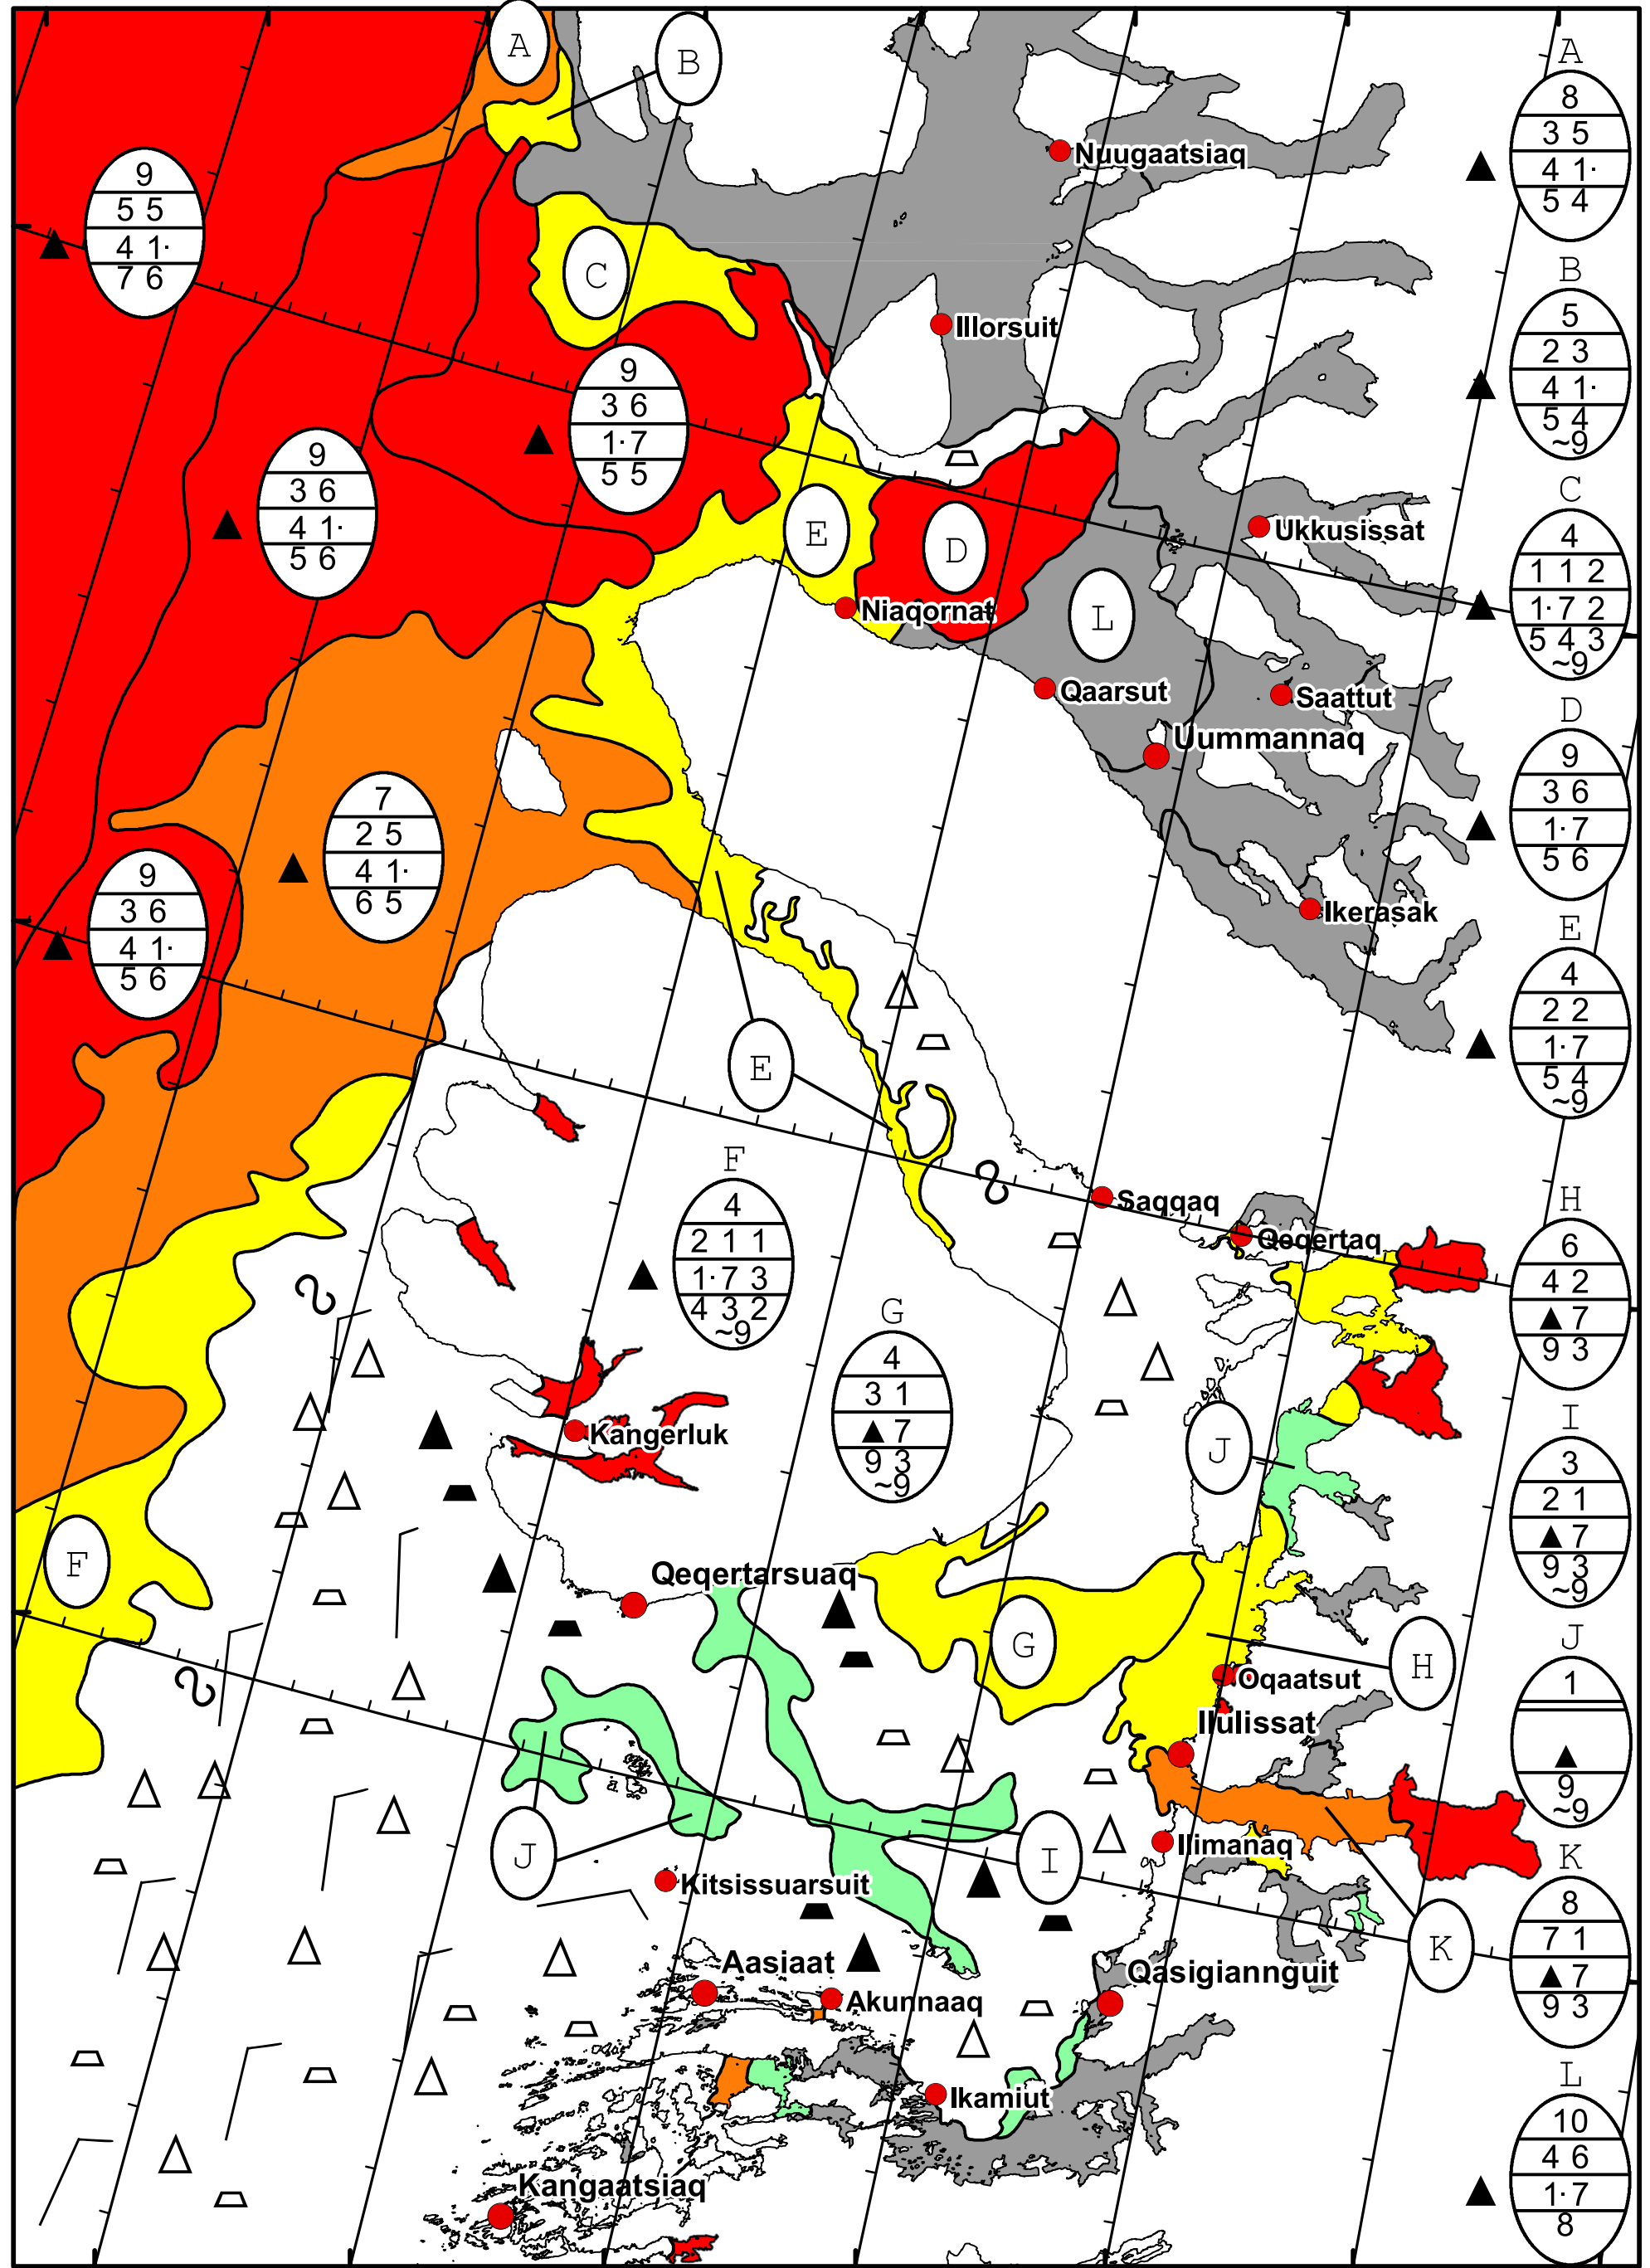 A
B
A
8
3 5
4 1·
5 4
9
5 5
4 1·
7 6
Nuugaatsiaq
C
B
5
2 3
4 1·
5 4
~9
Illorsuit
9
3 6
1· 7
5 5
9
3 6
4 1·
5 6
E
D
Ukkusissat
C
4
1 1 2
1· 7 2
5 4 3
~9
Niaqornat
L
Qaarsut
Saattut
Uummannaq
D
9
3 6
1· 7
5 6
7
2 5
4 1·
6 5
9
3 6
4 1·
5 6
Ikerasak
E
4
2 2
1· 7
5 4
~9
E
F
4
2 1 1
1· 7 3
4 3 2
~9
Saqqaq
Qeqertaq
H
6
4 2
▲ 7
9 3
G
4
3 1
▲ 7
9 3
~9
Kangerluk
J
I
3
2 1
▲ 7
9 3
~9
F
Qeqertarsuaq
G
H
Oqaatsut
Ilulissat
J
1
▲
9
~9
J
I
Ilimanaq
Kitsissuarsuit
K
K
8
7 1
▲ 7
9 3
Aasiaat
Akunnaaq
Qasigiannguit
Ikamiut
L
10
4 6
1· 7
8
Kangaatsiaq